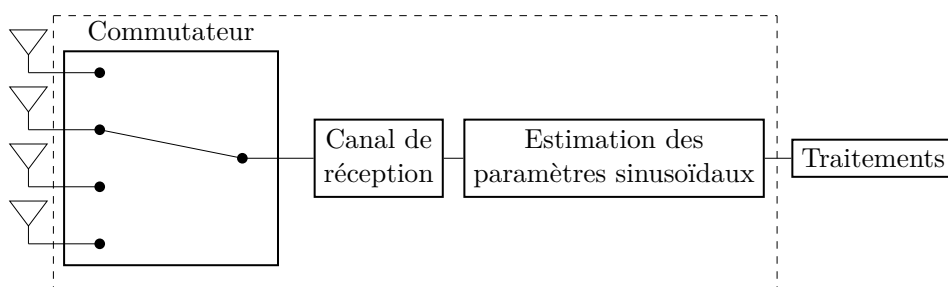 Commutateur
Canal de
réception
Estimation des
paramètres sinusoïdaux
Traitements